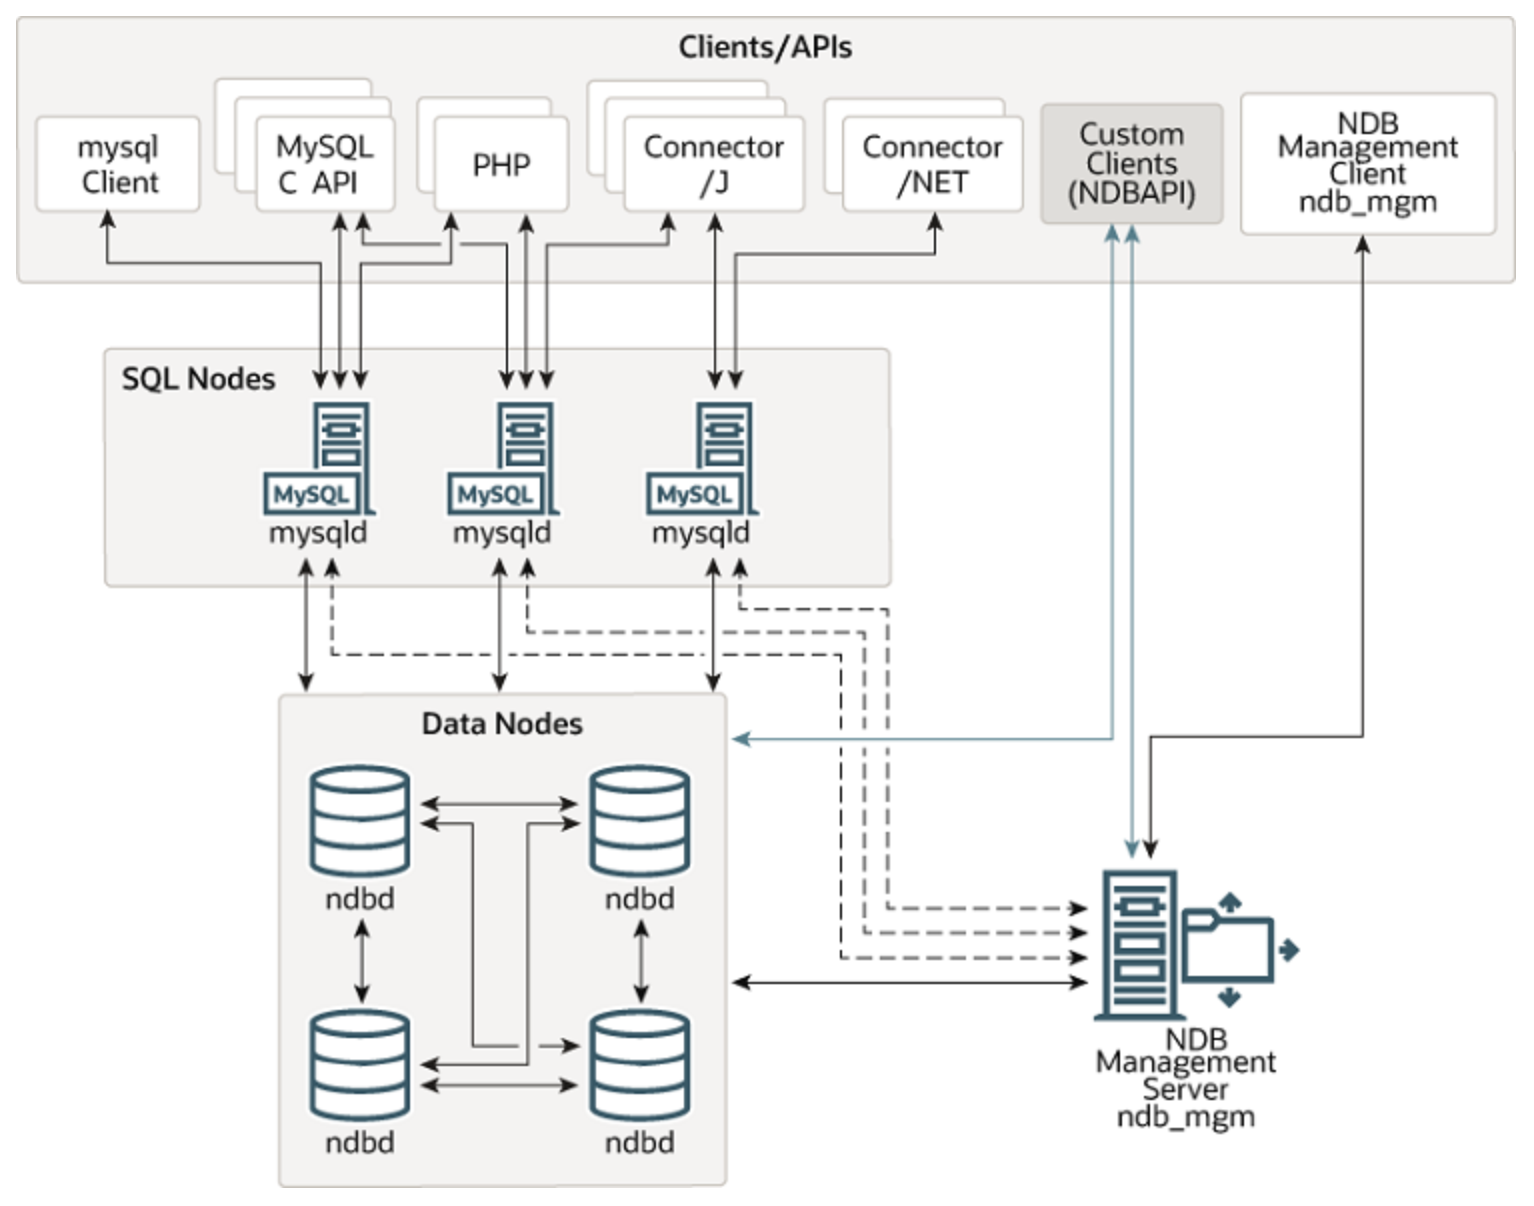 Clients/APIs
mysql
Client
MySQL
C API
PHP
Connector
/J
Connector
/NET
Custom
Clients
(NDBAPI)
NDB
Management
Client
ndb_mgm
SQL Nodes
MySQL
mysqld
MySQL
mysqld
MySQL
mysqld
Data Nodes
ndbd
ndbd
ndbd
ndbd
NDB
Management
Server
ndb_mgm